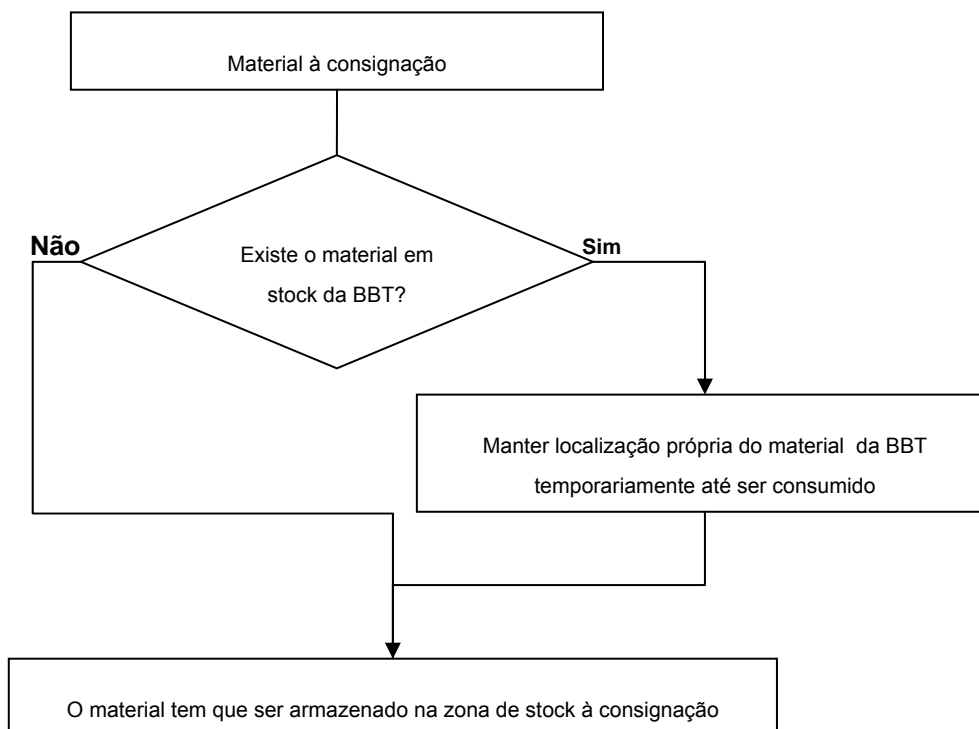 Material à consignação
Não
Existe o material em
stock da BBT?
Sim
Manter localização própria do material da BBT
temporariamente até ser consumido
O material tem que ser armazenado na zona de stock à consignação